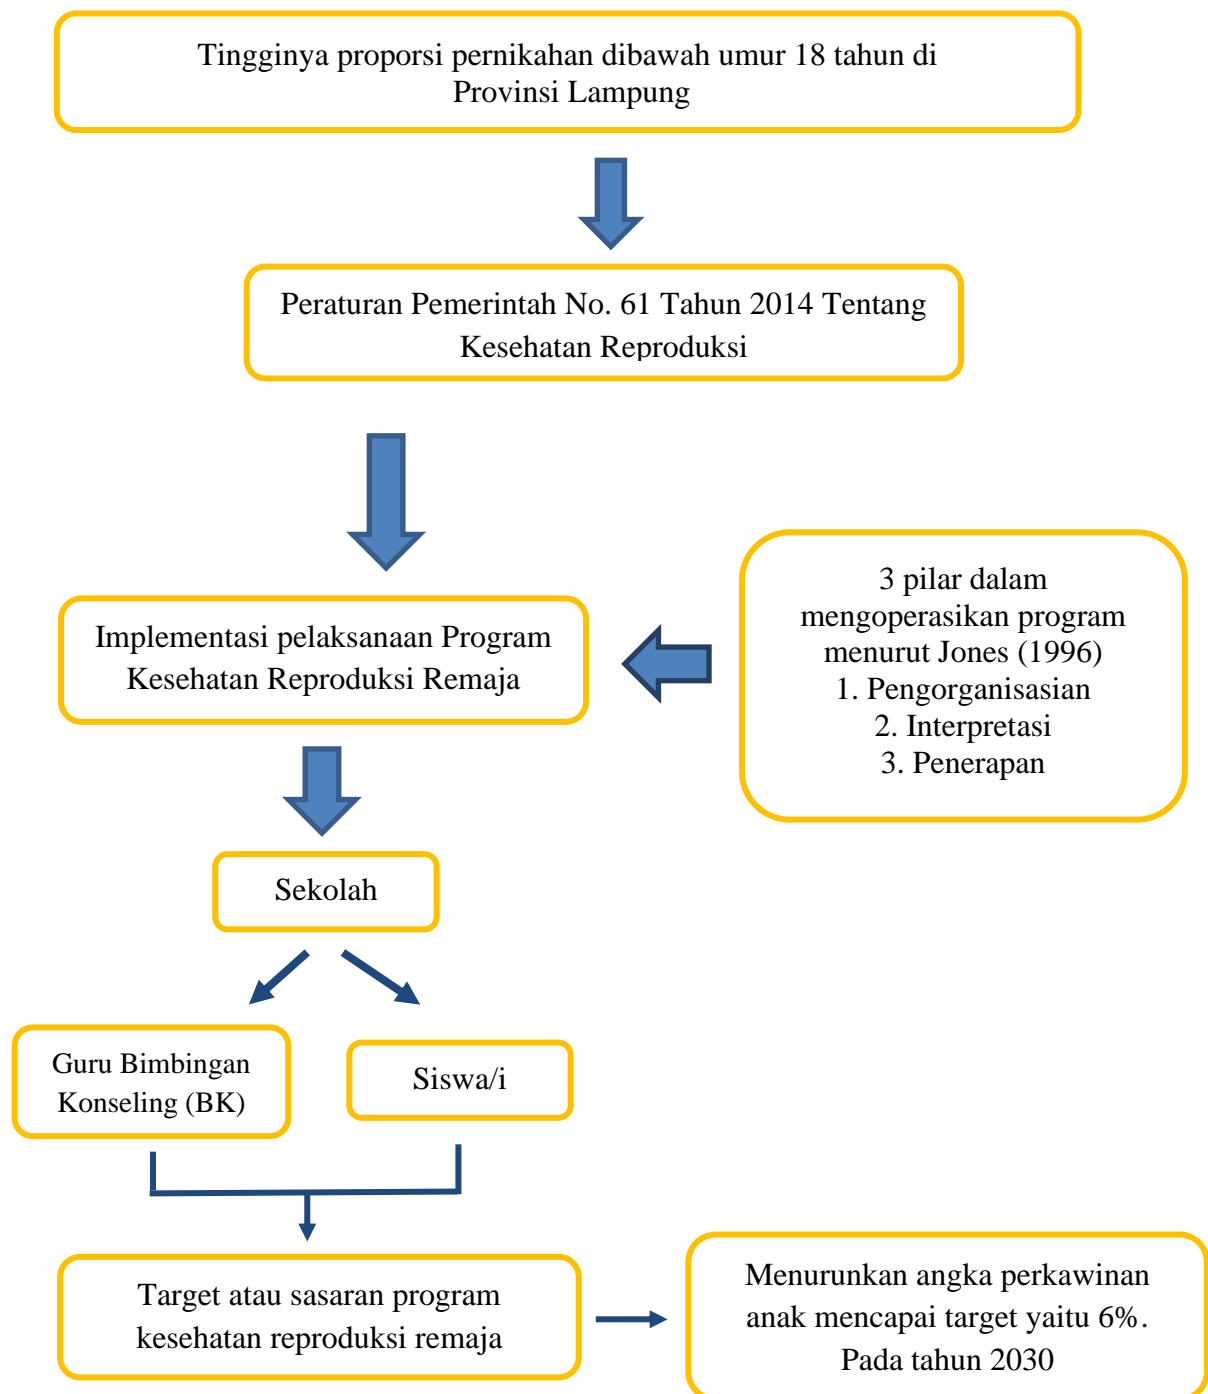 Tingginya proporsi pernikahan dibawah umur 18 tahun di
Provinsi Lampung
Peraturan Pemerintah No. 61 Tahun 2014 Tentang
Kesehatan Reproduksi
Implementasi pelaksanaan Program
Kesehatan Reproduksi Remaja
3 pilar dalam
mengoperasikan program
menurut Jones (1996)
1. Pengorganisasian
2. Interpretasi
3. Penerapan
Sekolah
Guru Bimbingan
Konseling (BK)
Siswa/i
Target atau sasaran program
kesehatan reproduksi remaja
Menurunkan angka perkawinan
anak mencapai target yaitu 6%.
Pada tahun 2030